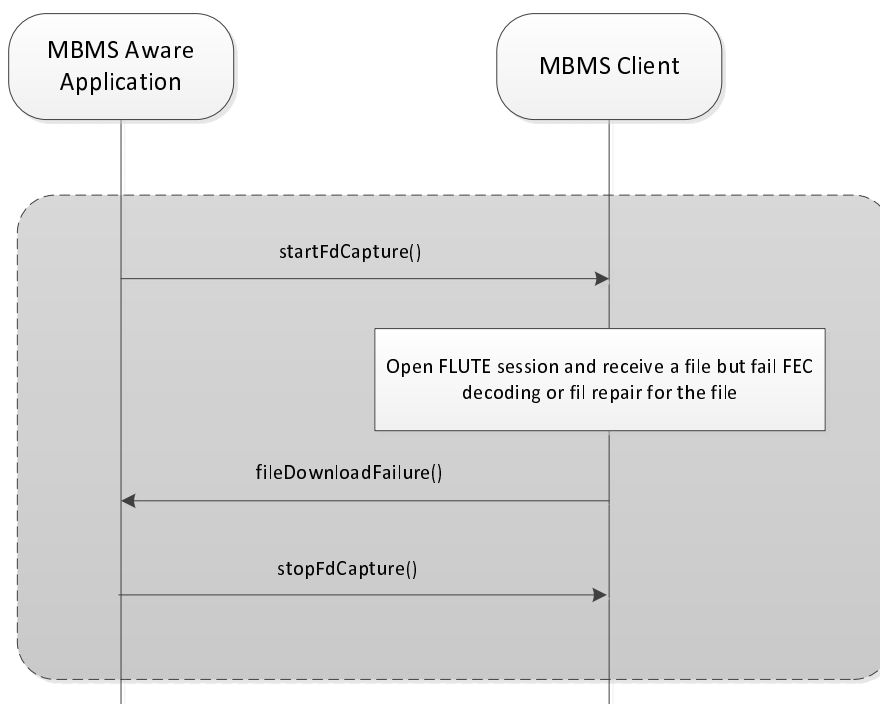 MBMS Aware
Application
MBMS Client
startFdCapture()
Open FLUTE session and receive a file but fail FEC
decoding or fil repair for the file
fileDownloadFailure()
stopFdCapture()